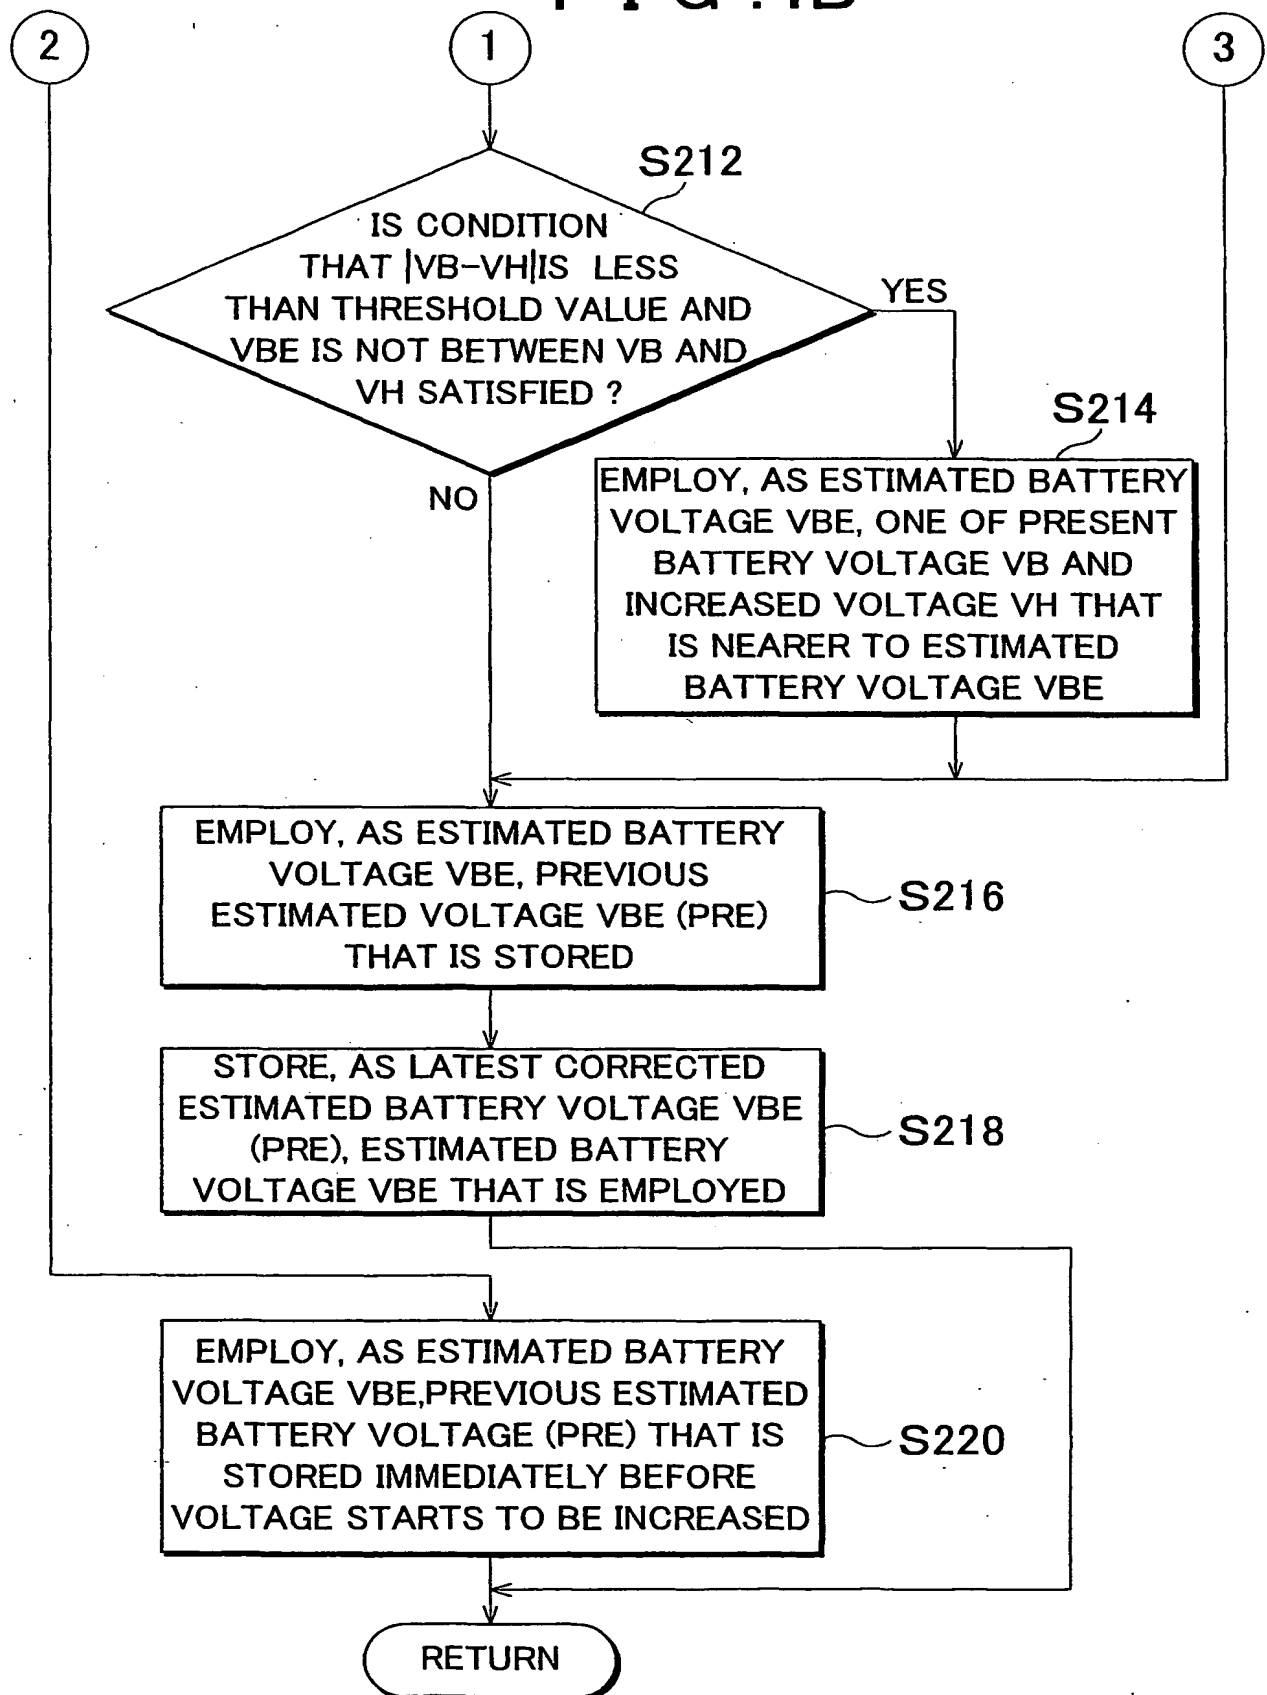 2
1
3
S212
IS CONDITION
THAT |VB-VH|IS LESS
THAN THRESHOLD VALUE AND
VBE IS NOT BETWEEN VB AND
VH SATISFIED ?
YES
NO
S214
EMPLOY, AS ESTIMATED BATTERY
VOLTAGE VBE, ONE OF PRESENT
BATTERY VOLTAGE VB AND
INCREASED VOLTAGE VH THAT
IS NEARER TO ESTIMATED
BATTERY VOLTAGE VBE
EMPLOY, AS ESTIMATED BATTERY
VOLTAGE VBE, PREVIOUS
ESTIMATED VOLTAGE VBE (PRE)
THAT IS STORED
S216
STORE, AS LATEST CORRECTED
ESTIMATED BATTERY VOLTAGE VBE
(PRE), ESTIMATED BATTERY
VOLTAGE VBE THAT IS EMPLOYED
S218
EMPLOY, AS ESTIMATED BATTERY
VOLTAGE VBE,PREVIOUS ESTIMATED
BATTERY VOLTAGE (PRE) THAT IS
STORED IMMEDIATELY BEFORE
VOLTAGE STARTS TO BE INCREASED
S220
RETURN